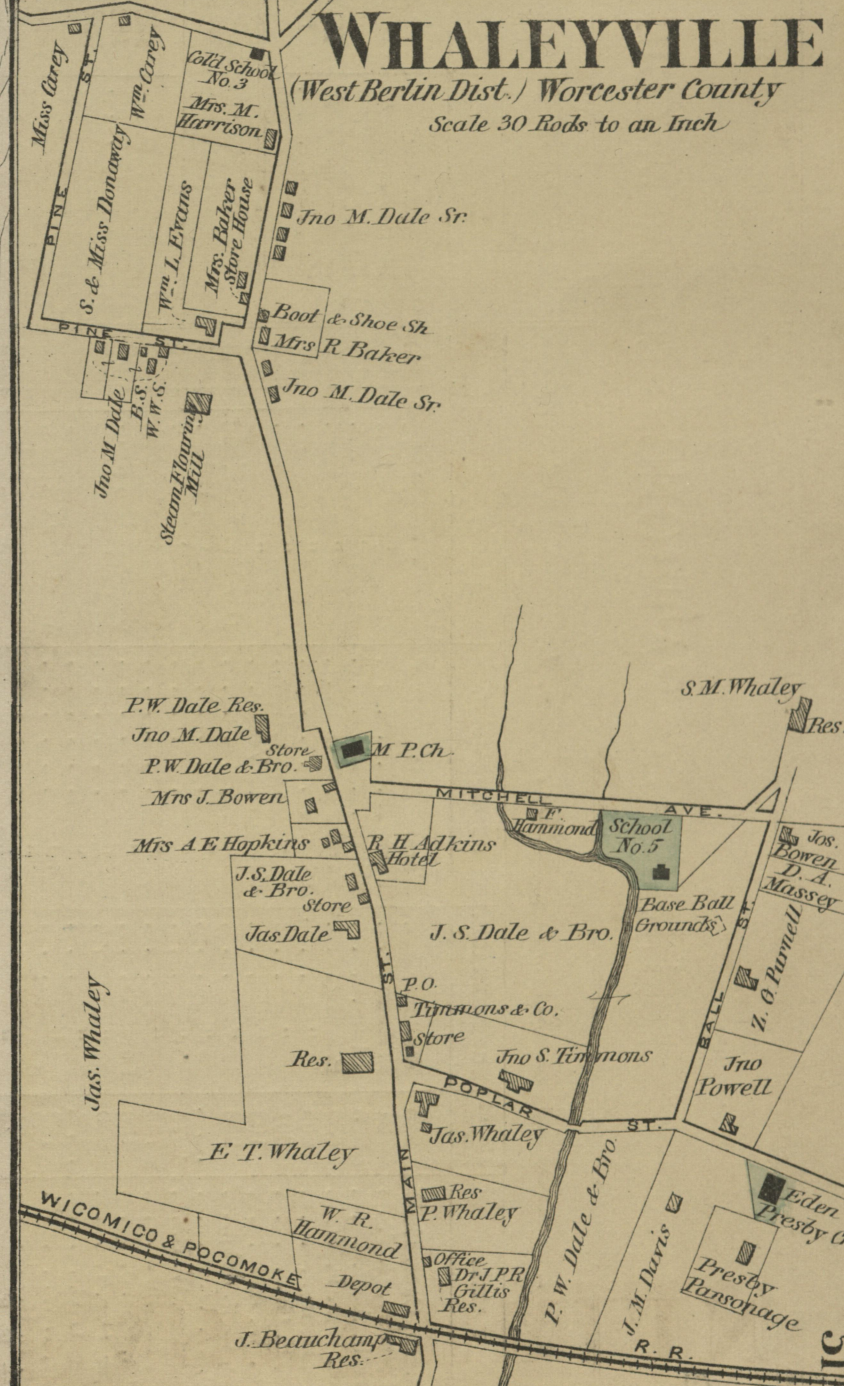 WHALEYVILLE
(West Berlin Dist.) Worcester County
Scale 30 Rods to an Inch
Miss Carey
PINE ST.
Wm. Carey
Col'd School
No. 3
Mrs. M.
Harrison
S. & Miss Donaway
Wm. L. Evans
Mrs. Baker
Store House
Jno M. Dale Sr.
Boot & Shoe Sh
Mrs R Baker
PINE ST.
Jno M. Dale Sr.
Jno M Dale
B.S.
W.W.S.
Steam Flouring
Mill
P.W. Dale Res.
Jno M. Dale
Store
P.W. Dale & Bro.
M P. Ch
S. M. Whaley
Res.
Mrs J. Bowen
MITCHELL AVE.
F
Hammond
School
No. 5
Mrs A E Hopkins
R H Adkins
Hotel
Jos.
Bowen
D. A.
Massey
J.S. Dale
& Bro.
Store
Base Ball
Grounds
Jas Dale
J. S. Dale & Bro.
BALL ST.
Z. O Purnell
P.O.
Timmons & Co.
Store
Jas. Whaley
Res.
Jno S. Timmons
Jno
Powell
POPLAR ST.
Jas. Whaley
E T. Whaley
MAIN ST.
Res
P. Whaley
Eden
Presby C
W. R.
Hammond
P. W. Dale & Bro.
J. M. Davis
Presby
Parsonage
WICOMICO & POCOMOKE R. R.
Office
Dr J P R
Gillis
Res.
Depot
J. Beauchamp
Res.